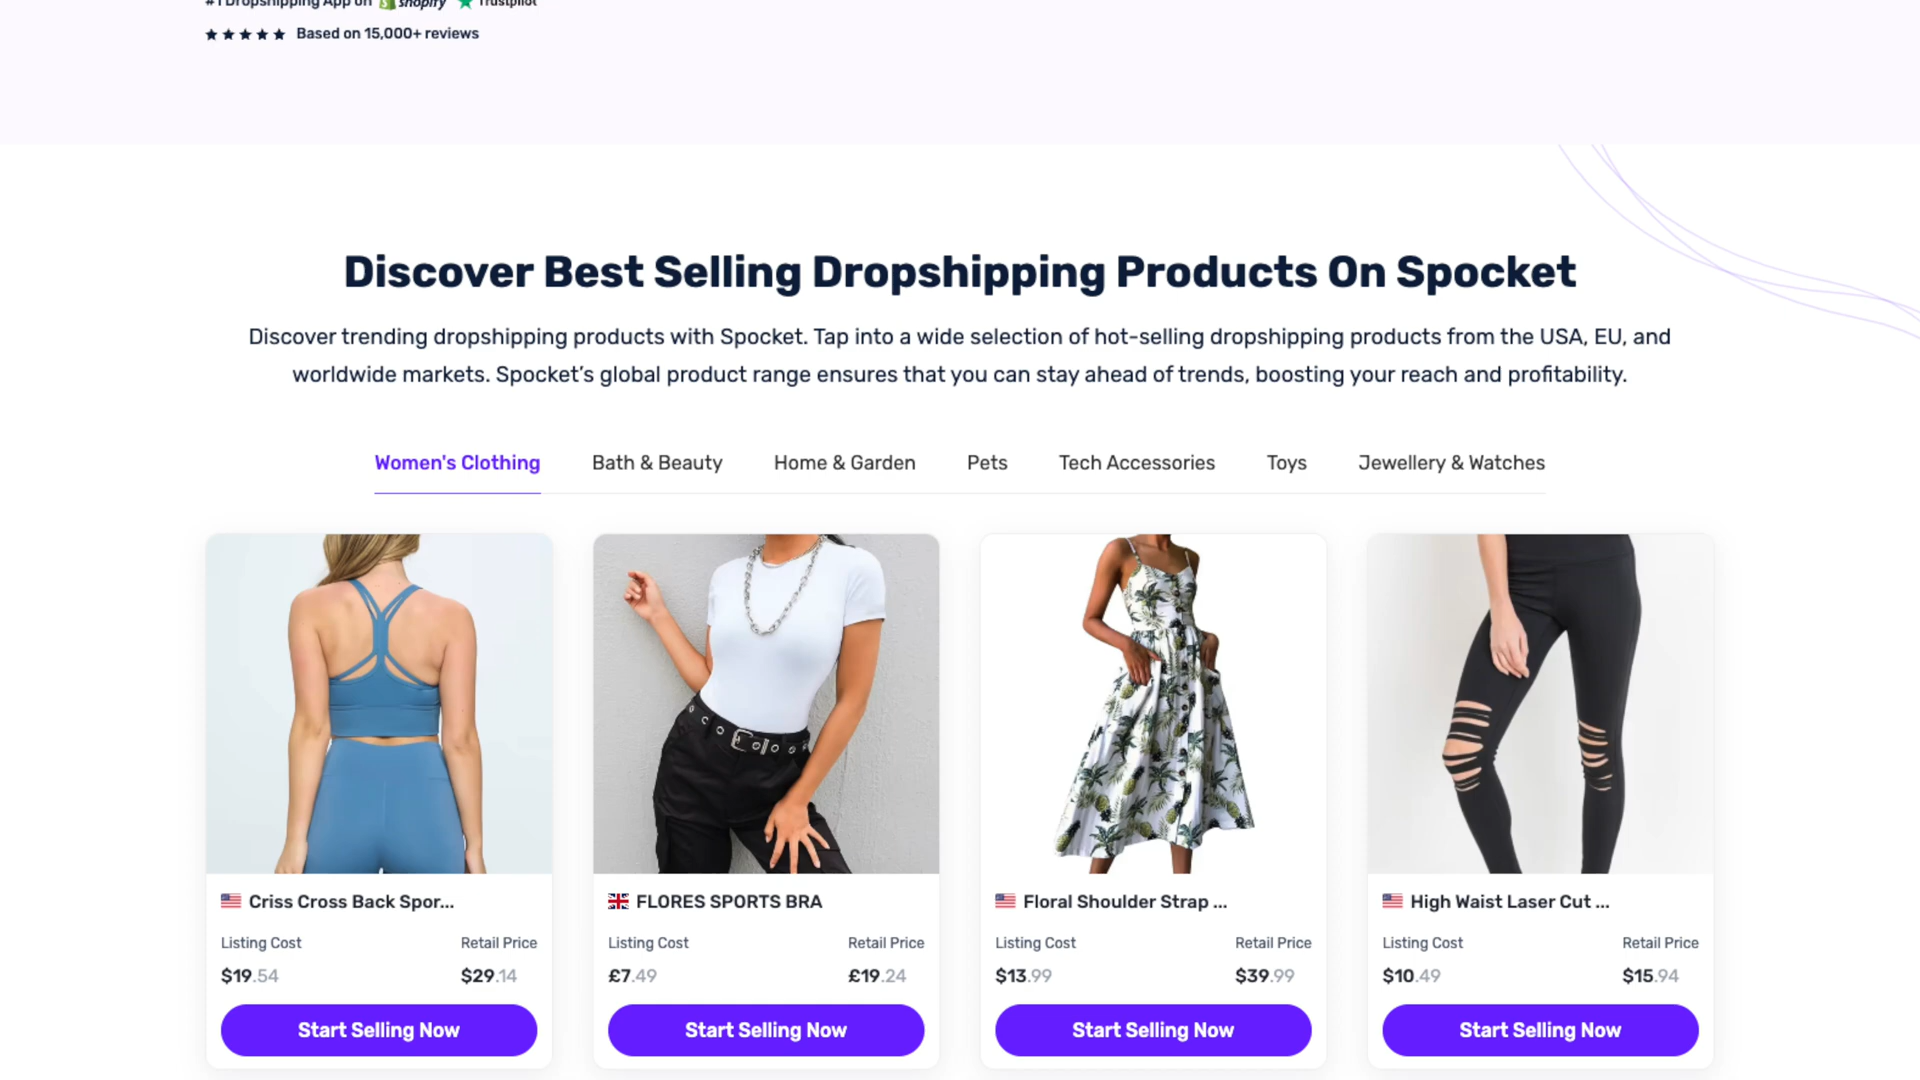 #1 Dropshipping App on shopify Trustpilot
Based on 15,000+ reviews
Discover Best Selling Dropshipping Products On Spocket
Discover trending dropshipping products with Spocket. Tap into a wide selection of hot-selling dropshipping products from the USA, EU, and
worldwide markets. Spocket’s global product range ensures that you can stay ahead of trends, boosting your reach and profitability.
Women's Clothing Bath & Beauty Home & Garden Pets Tech Accessories Toys Jewellery & Watches
Criss Cross Back Spor...
Listing Cost Retail Price
$19.54 $29.14
Start Selling Now
FLORES SPORTS BRA
Listing Cost Retail Price
£7.49 £19.24
Start Selling Now
Floral Shoulder Strap ...
Listing Cost Retail Price
$13.99 $39.99
Start Selling Now
High Waist Laser Cut ...
Listing Cost Retail Price
$10.49 $15.94
Start Selling Now